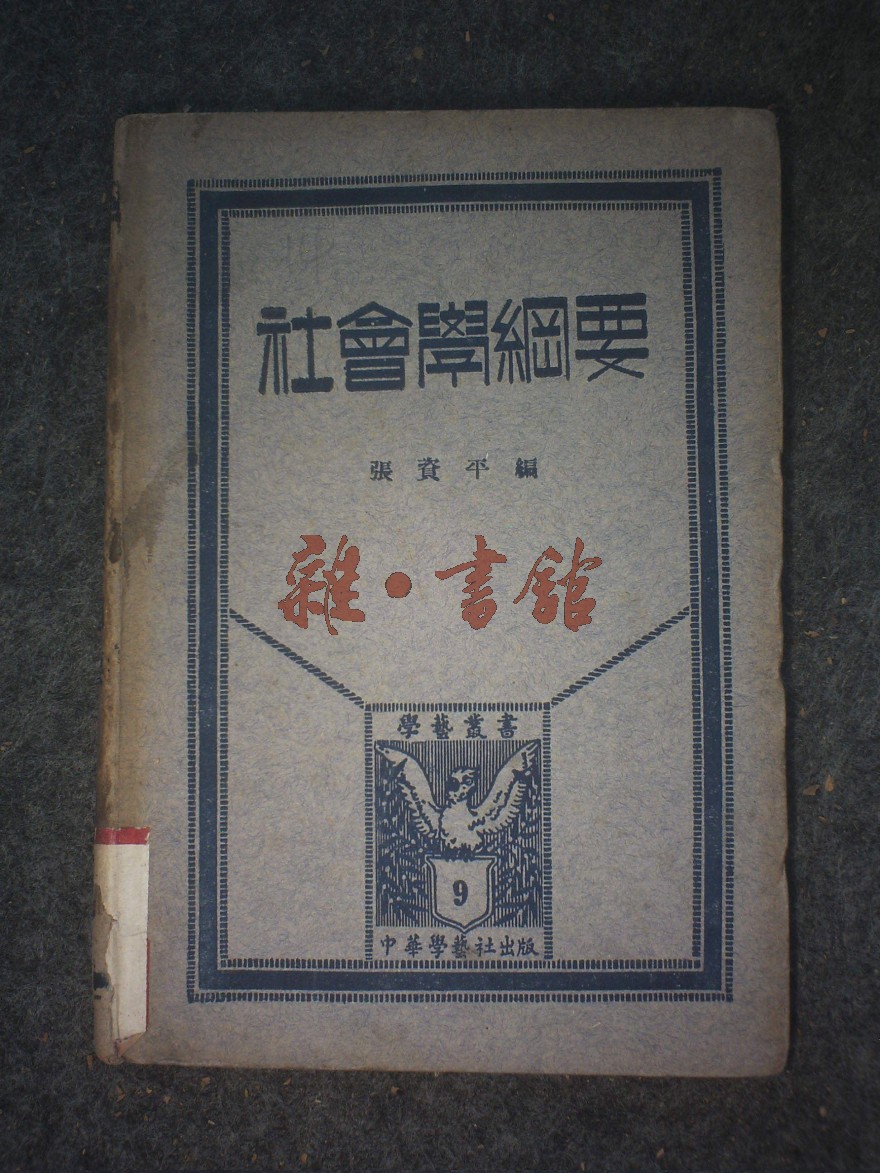 社會學綱要
張資平編
雜·書館
學藝叢書
9
中華學藝社出版